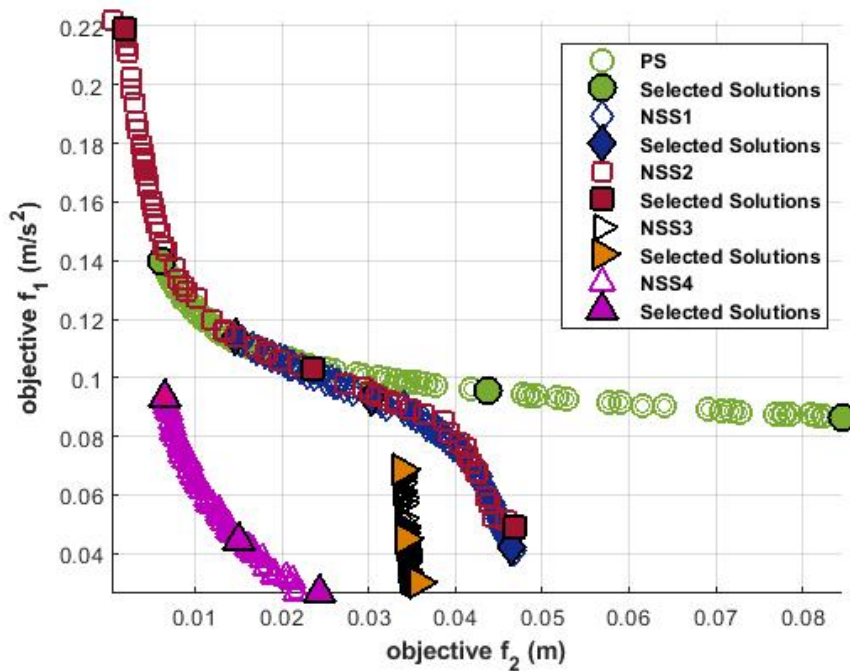 0.22
0.2
0.18
0.16
0.14
0.12
0.1
0.08
0.06
0.04
objective f1 (m/s2)
PS
Selected Solutions
NSS1
Selected Solutions
NSS2
Selected Solutions
NSS3
Selected Solutions
NSS4
Selected Solutions
0.01 0.02 0.03 0.04 0.05 0.06 0.07 0.08
objective f2 (m)